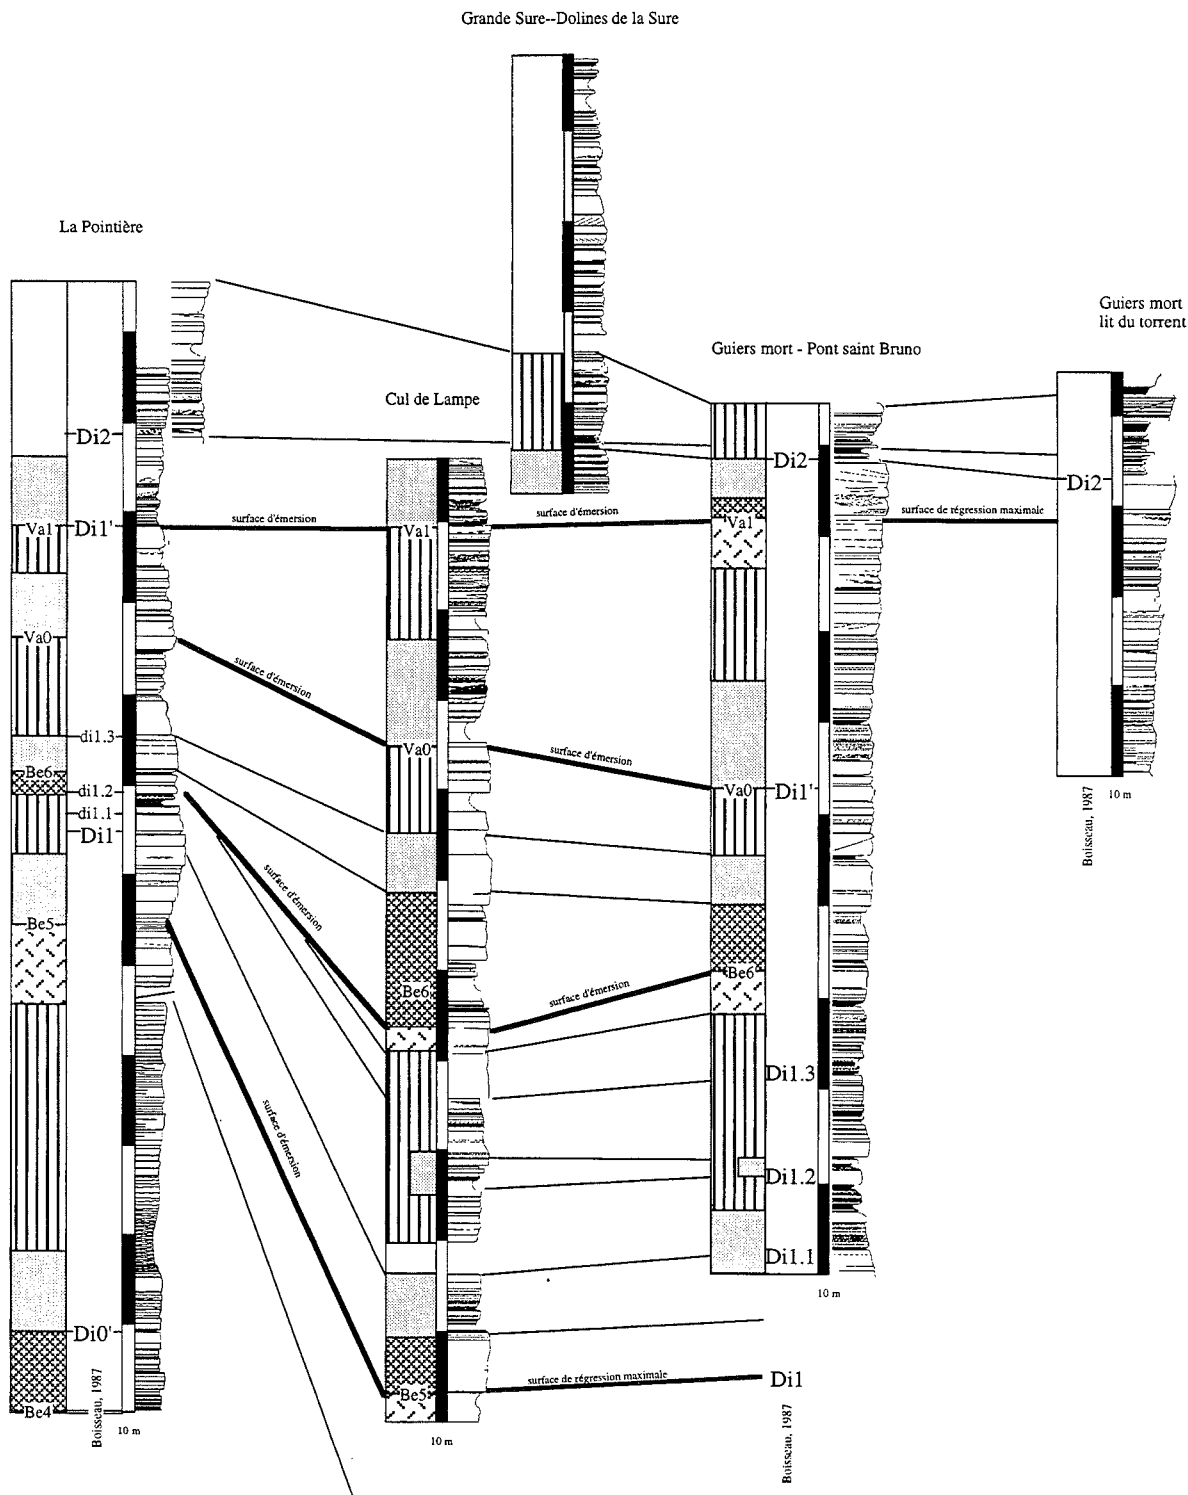 Grande Sure--Dolines de la Sure
La Pointière
Guiers mort
lit du torrent
Guiers mort - Pont saint Bruno
Cul de Lampe
Di2
Di2
Di2
Va1
Di1'
surface d'émersion
Va1
surface d'émersion
Va1
surface de régression maximale
Va0
surface d'émersion
Va0
surface d'émersion
Va0
Di1'
di1.3
Be6
di1.2
di1.1
Di1
Boisseau, 1987
10 m
surface d'émersion
Be5
Be6
surface d'émersion
Be6
Di1.3
surface d'émersion
Di1.2
Di1.1
10 m
Di0'
surface de régression maximale
Di1
Be5
Be4
Boisseau, 1987
10 m
10 m
Boisseau, 1987